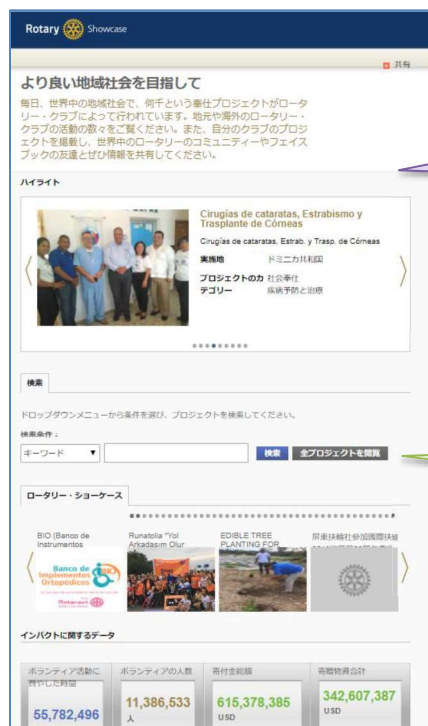 Rotary Showcase
共有
より良い地域社会を目指して
毎日、世界中の地域社会で、何千という奉仕プロジェクトがロータ
リー・クラブによって行われています。地元や海外のロータリー・
クラブの活動の数々をご覧ください。また、自分のクラブのプロジ
ェクトを掲載し、世界中のロータリーのコミュニティーやフェイス
ブックの友達とぜひ情報を共有してください。
ハイライト
Cirugías de cataratas, Estrabismo y
Trasplante de Córneas
Cirugías de cataratas, Estrab. y Trasp. de Córneas
実施地 ドミニカ共和国
プロジェクトのカ 社会奉仕
テゴリー 疾病予防と治療
検索
ドロップダウンメニューから条件を選び、プロジェクトを検索してください。
検索条件：
キーワード 検索 全プロジェクトを閲覧
ロータリー・ショーケース
BIO (Banco de
Instrumentos
Runatolia "Yol
Arkadasim Olur
EDIBLE TREE
PLANTING FOR
屏東扶輪社參加國際扶輪
Banco de
Implementos
Ortopédicos
Rotaract
インパクトに関するデータ
ボランティア活動に
費やした時間
ボランティアの人数
寄付金総額
寄贈物資合計
55,782,496
11,386,533
人
615,378,385
USD
342,607,387
USD